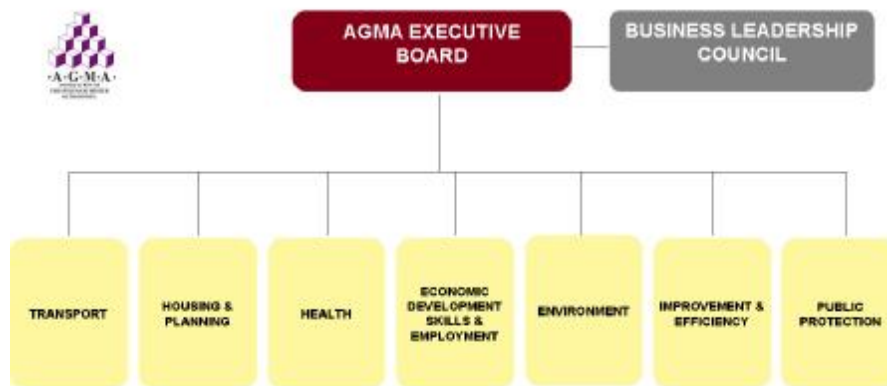 AGMA EXECUTIVE
BOARD
BUSINESS LEADERSHIP
COUNCIL
·A·G·M·A·
TRANSPORT
HOUSING &
PLANNING
HEALTH
ECONOMIC
DEVELOPMENT
SKILLS &
EMPLOYMENT
ENVIRONMENT
IMPROVEMENT &
EFFICIENCY
PUBLIC
PROTECTION